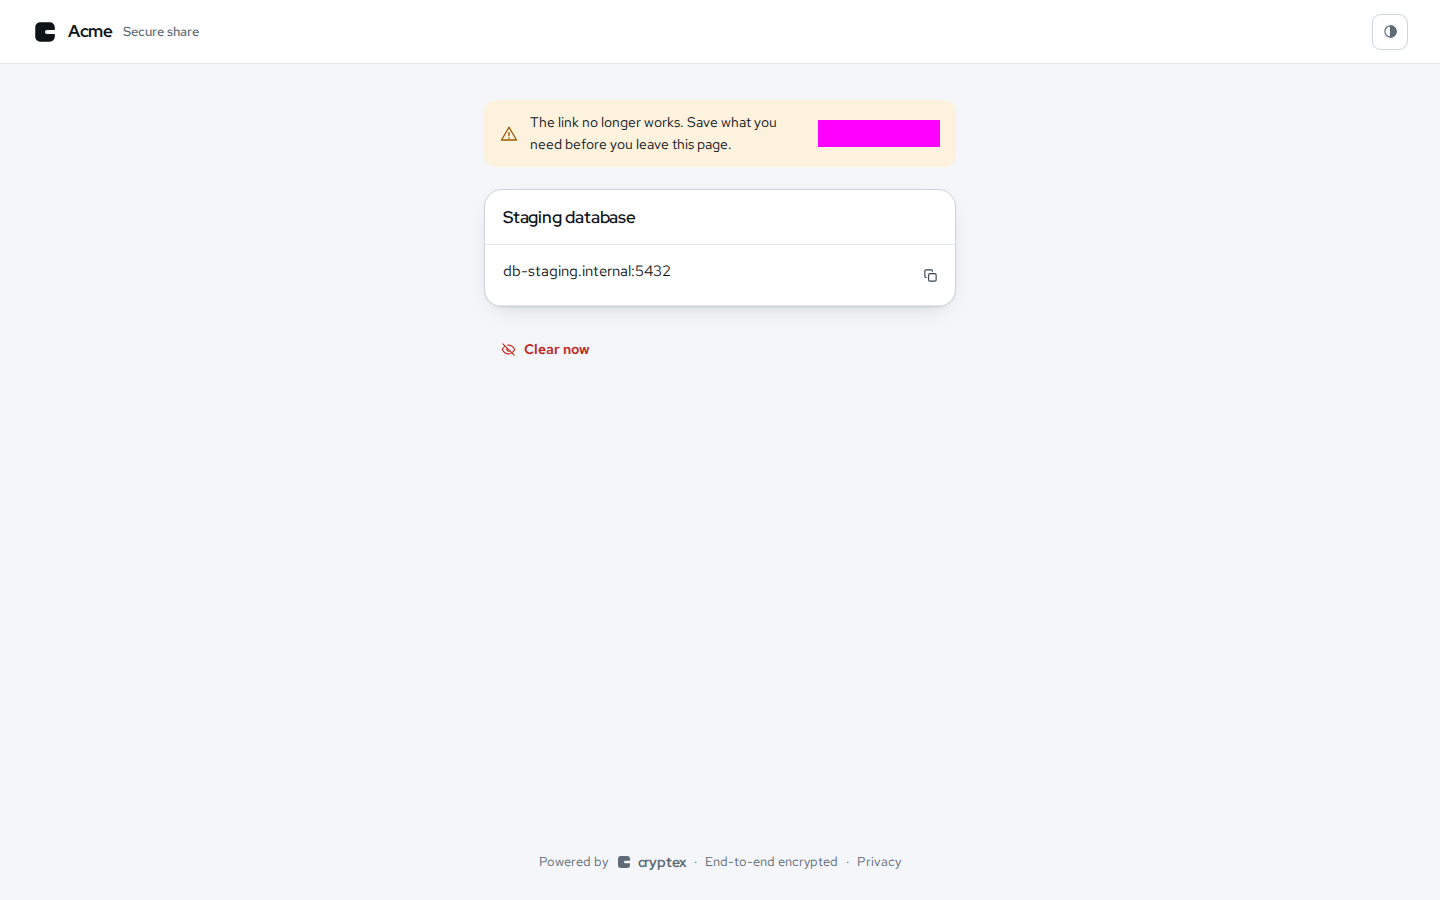 Acme Secure share
The link no longer works. Save what you
need before you leave this page.
Staging database
db-staging.internal:5432
Clear now
Powered by cryptex · End-to-end encrypted · Privacy